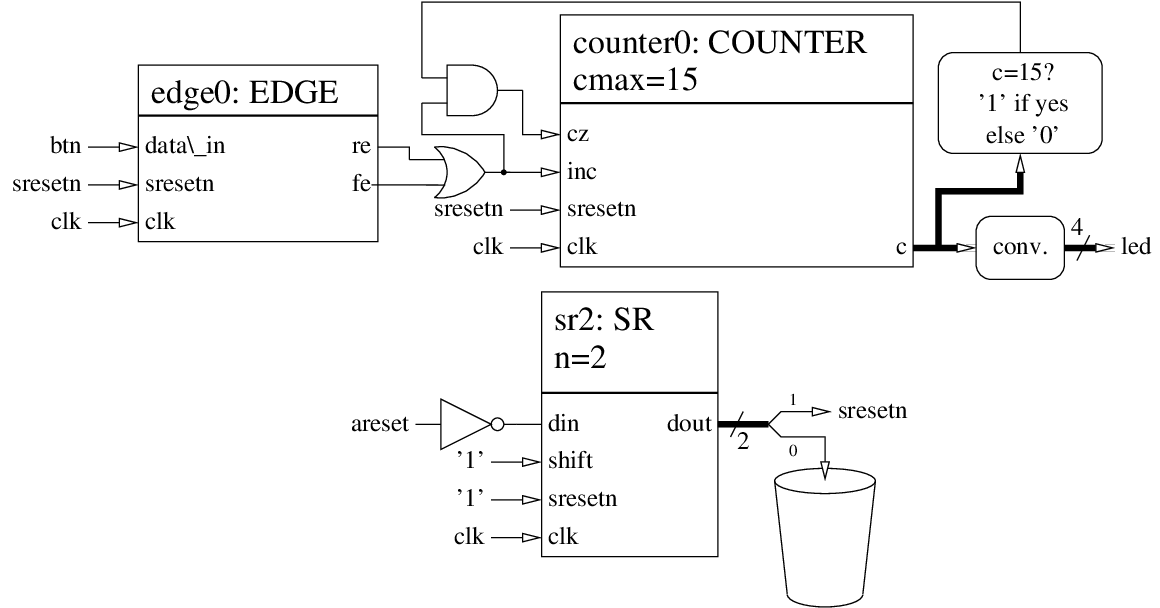 edge0: EDGE
btn
data\_in
re
sresetn
sresetn
fe
clk
clk
counter0: COUNTER
cmax=15
cz
inc
sresetn
sresetn
clk
clk
c
c=15?
'1' if yes
else '0'
conv.
4
led
sr2: SR
n=2
areset
din
dout
2
1
sresetn
0
'1'
shift
'1'
sresetn
clk
clk